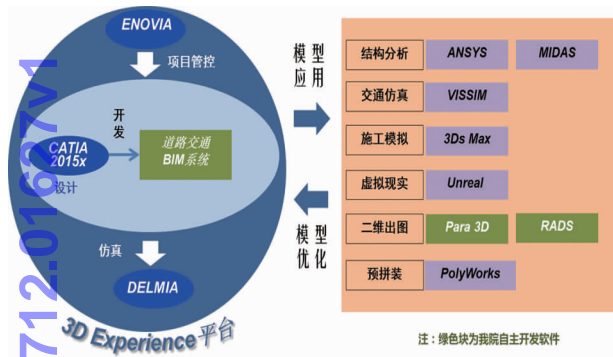 ENOVIA
项目管控
开发
CATIA
2015x
设计
道路交通
BIM系统
仿真
DELMIA
3D Experience平台
712.01627v1
模型
应用
模型
优化
结构分析 ANSYS MIDAS
交通仿真 VISSIM
施工模拟 3Ds Max
虚拟现实 Unreal
二维出图 Para 3D RADS
预拼装 PolyWorks
注：绿色块为我院自主开发软件